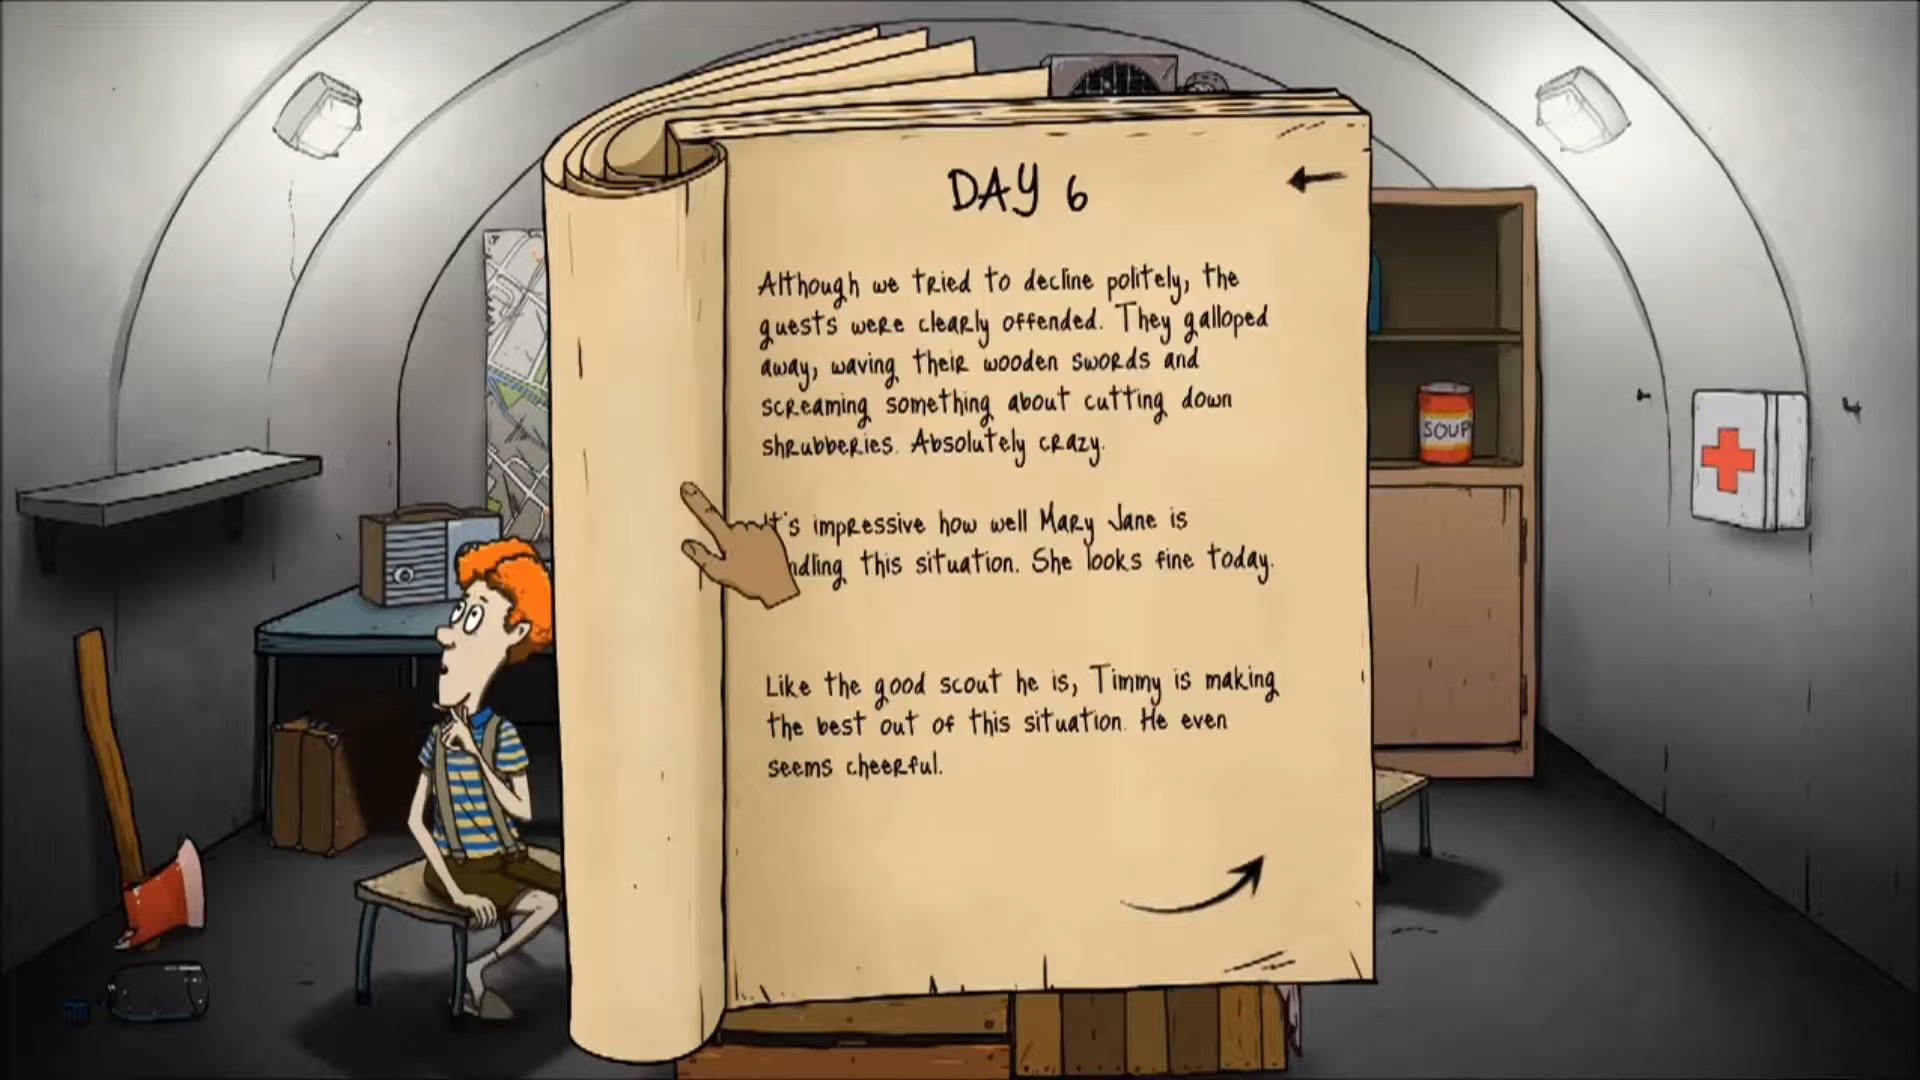 DAY 6
Although we tried to decline politely, the
guests were clearly offended. They galloped
away, waving their wooden swords and
screaming something about cutting down
shrubberies. Absolutely crazy.
It's impressive how well Mary Jane is
ndling this situation. She looks fine today.
Like the good scout he is, Timmy is making
the best out of this situation. He even
seems cheerful.
SOUP